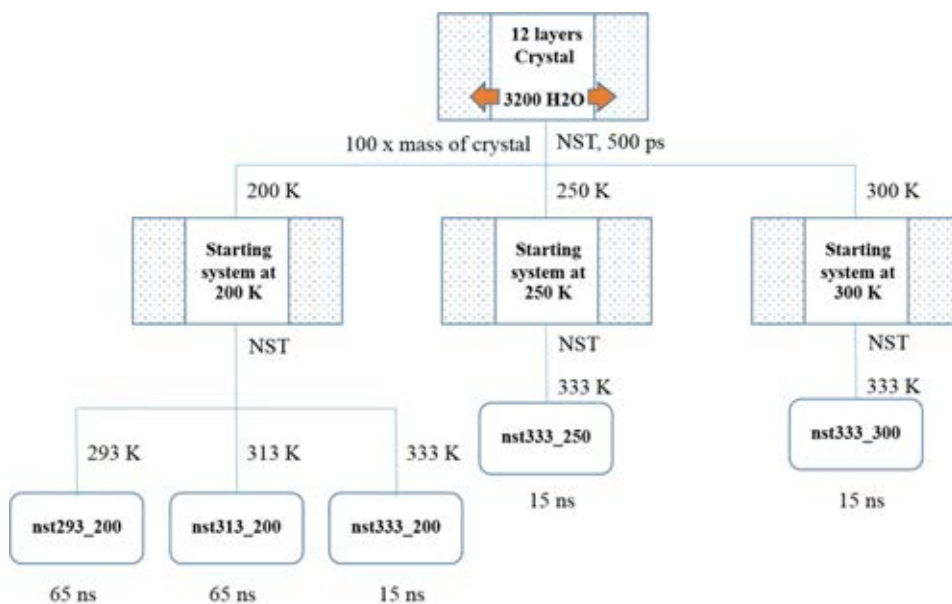 12 layers
Crystal
3200 H2O
100 x mass of crystal
NST, 500 ps
200 K
250 K
300 K
Starting
system at
200 K
Starting
system at
250 K
Starting
system at
300 K
NST
NST
NST
333 K
333 K
nst333_250
nst333_300
293 K
313 K
333 K
15 ns
15 ns
nst293_200
nst313_200
nst333_200
65 ns
65 ns
15 ns